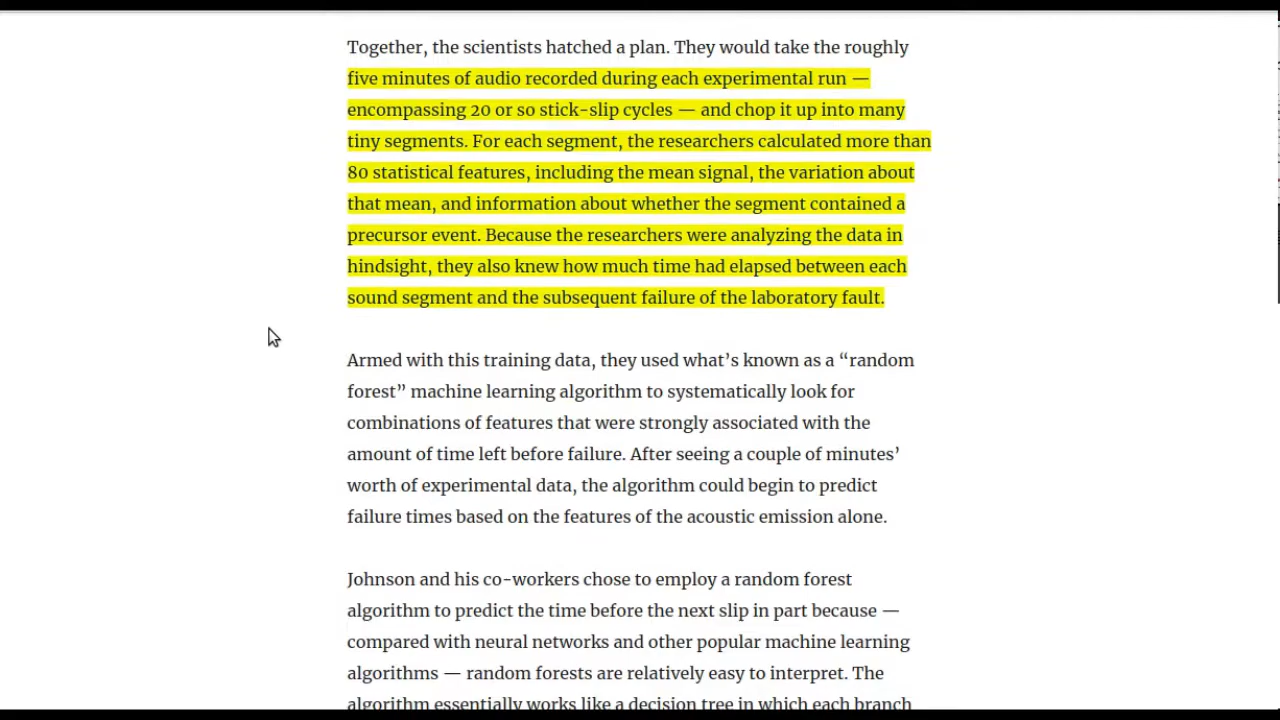 Together, the scientists hatched a plan. They would take the roughly
five minutes of audio recorded during each experimental run —
encompassing 20 or so stick-slip cycles — and chop it up into many
tiny segments. For each segment, the researchers calculated more than
80 statistical features, including the mean signal, the variation about
that mean, and information about whether the segment contained a
precursor event. Because the researchers were analyzing the data in
hindsight, they also knew how much time had elapsed between each
sound segment and the subsequent failure of the laboratory fault.
Armed with this training data, they used what’s known as a “random
forest” machine learning algorithm to systematically look for
combinations of features that were strongly associated with the
amount of time left before failure. After seeing a couple of minutes’
worth of experimental data, the algorithm could begin to predict
failure times based on the features of the acoustic emission alone.
Johnson and his co-workers chose to employ a random forest
algorithm to predict the time before the next slip in part because —
compared with neural networks and other popular machine learning
algorithms — random forests are relatively easy to interpret. The
algorithm essentially works like a decision tree in which each branch